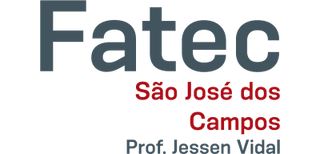 Fatec
São José dos
Campos
Prof. Jessen Vidal